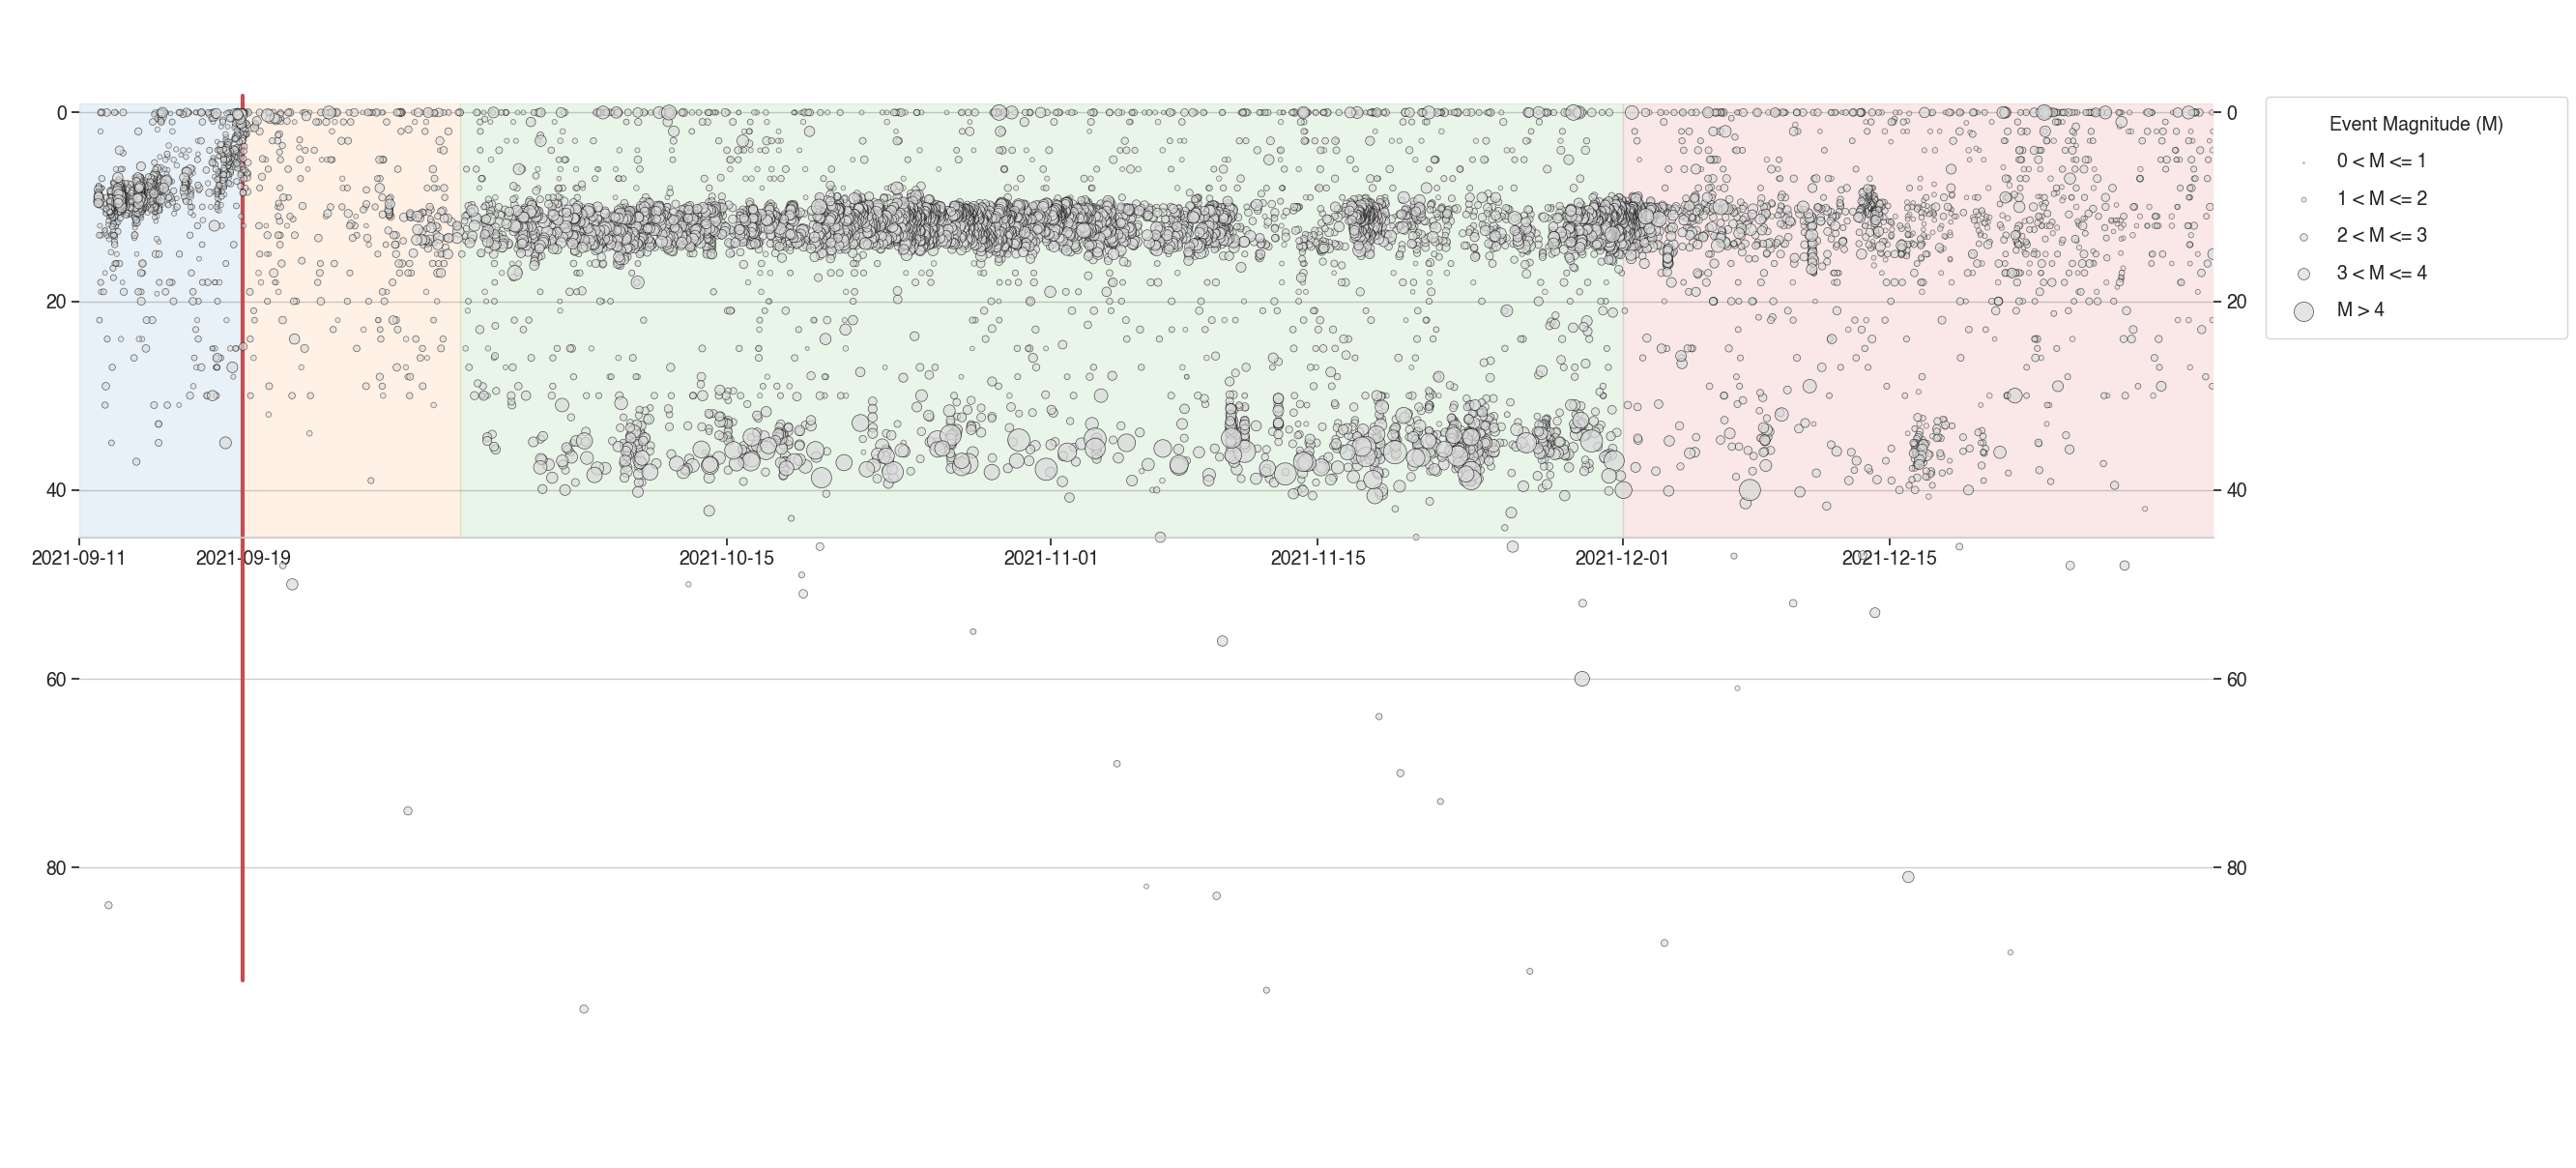 Event Magnitude (M)
0 < M <= 1
1 < M <= 2
2 < M <= 3
3 < M <= 4
M > 4
0 0
20 20
40 40
2021-09-11 2021-09-19 2021-10-15 2021-11-01 2021-11-15 2021-12-01 2021-12-15
60 60
80 80